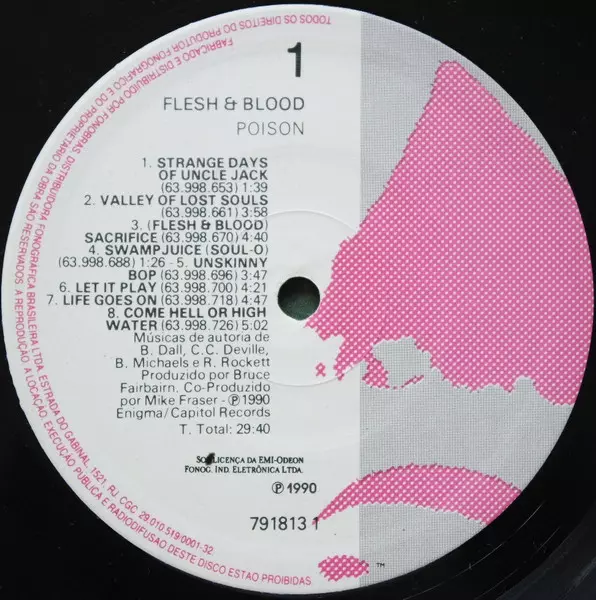 1
FLESH & BLOOD
POISON
1. STRANGE DAYS
OF UNCLE JACK
(63.998.653) 1:39
2. VALLEY OF LOST SOULS
(63.998.661) 3:58
3. (FLESH & BLOOD)
SACRIFICE (63.998.670) 4:40
4. SWAMPJUICE (SOUL-O)
(63.998.688) 1:26 - 5. UNSKINNY
BOP (63.998.696) 3:47
6. LET IT PLAY (63.998.700) 4:21
7. LIFE GOES ON (63.998.718) 4:47
8. COME HELL OR HIGH
WATER (63.998.726) 5:02
Músicas de autoria de
B. Dall, C.C. Deville,
B. Michaels e R. Rockett
Produzido por Bruce
Fairbairn. Co-Produzido
por Mike Fraser - ℗ 1990
Enigma/Capitol Records
T. Total: 29:40
LICENÇA DA EMI-ODEON
FONOG. IND. ELETRÔNICA LTDA.
℗ 1990
791813 1
TM
FABRICADO E DISTRIBUIDO POR FONOBRAS DISTRIBUIDORA FONOGRÁFICA BRASILEIRA LTDA. ESTRADA DO GABINAL, 1521, RJ CGC 29.010.519/0001-32
TODOS OS DIREITOS DO PRODUTOR FONOGRÁFICO E DO PROPRIETÁRIO DA OBRA SÃO RESERVADOS. A REPRODUÇÃO, A LOCAÇÃO, EXECUÇÃO PUBLICA E RADIODIFUSÃO DESTE DISCO ESTÃO PROIBIDAS